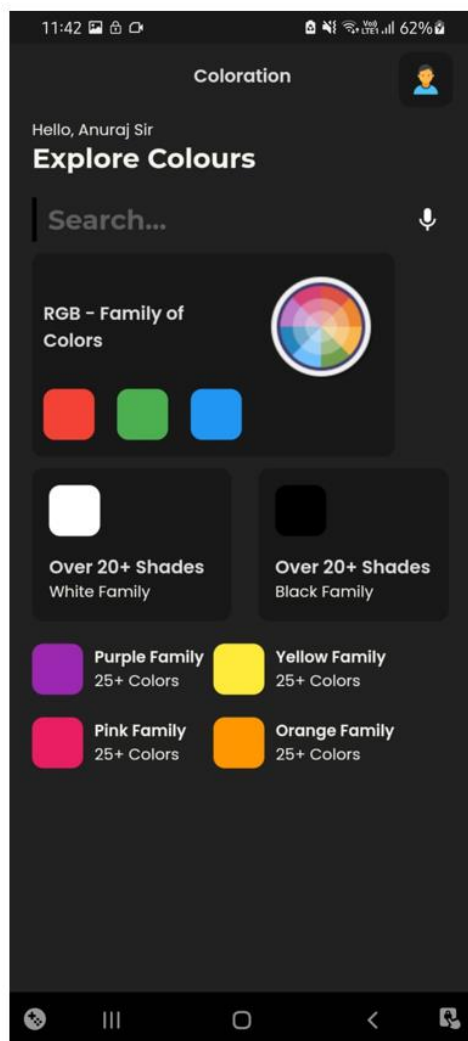 11:42
Vo))
LTE1
62%
Coloration
Hello, Anuraj Sir
Explore Colours
Search...
RGB - Family of
Colors
Over 20+ Shades
White Family
Over 20+ Shades
Black Family
Purple Family
25+ Colors
Yellow Family
25+ Colors
Pink Family
25+ Colors
Orange Family
25+ Colors